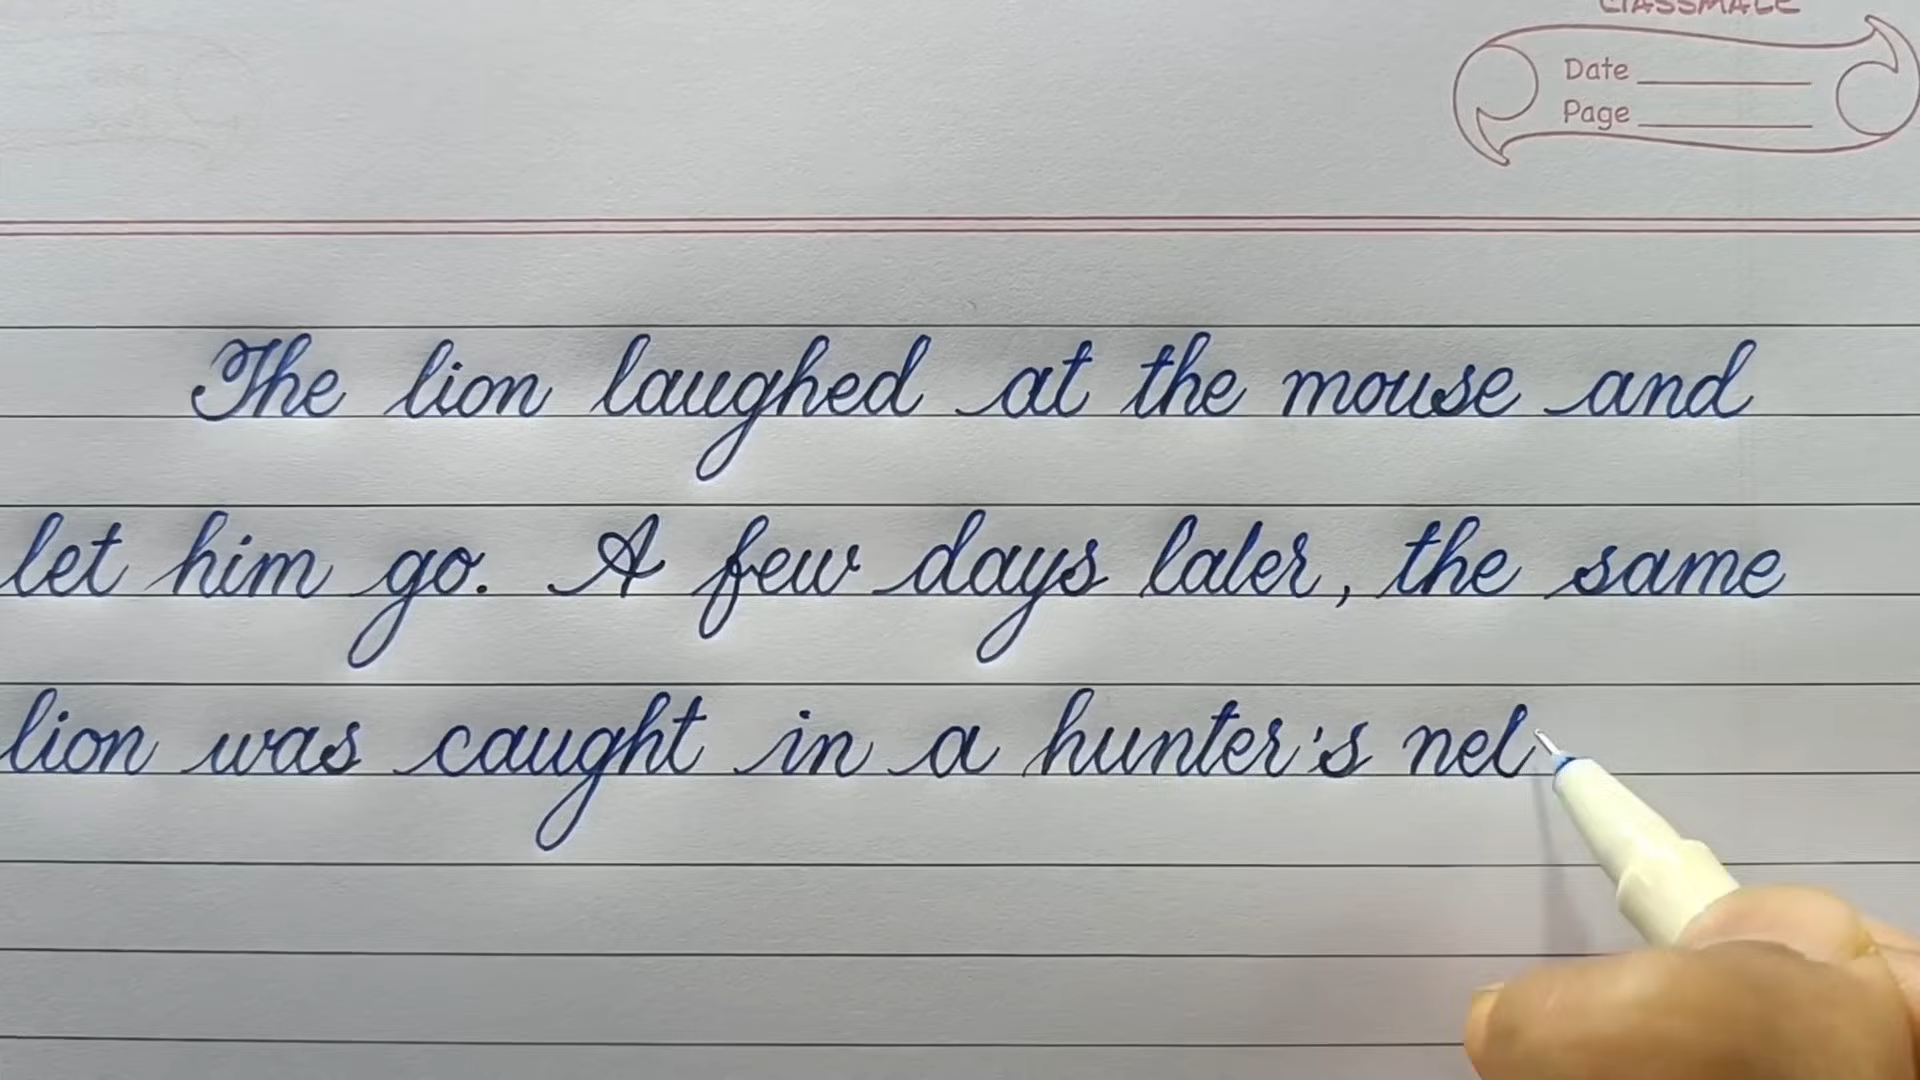 classmate
Date
Page
The lion laughed at the mouse and
let him go. A few days later, the same
lion was caught in a hunter's net